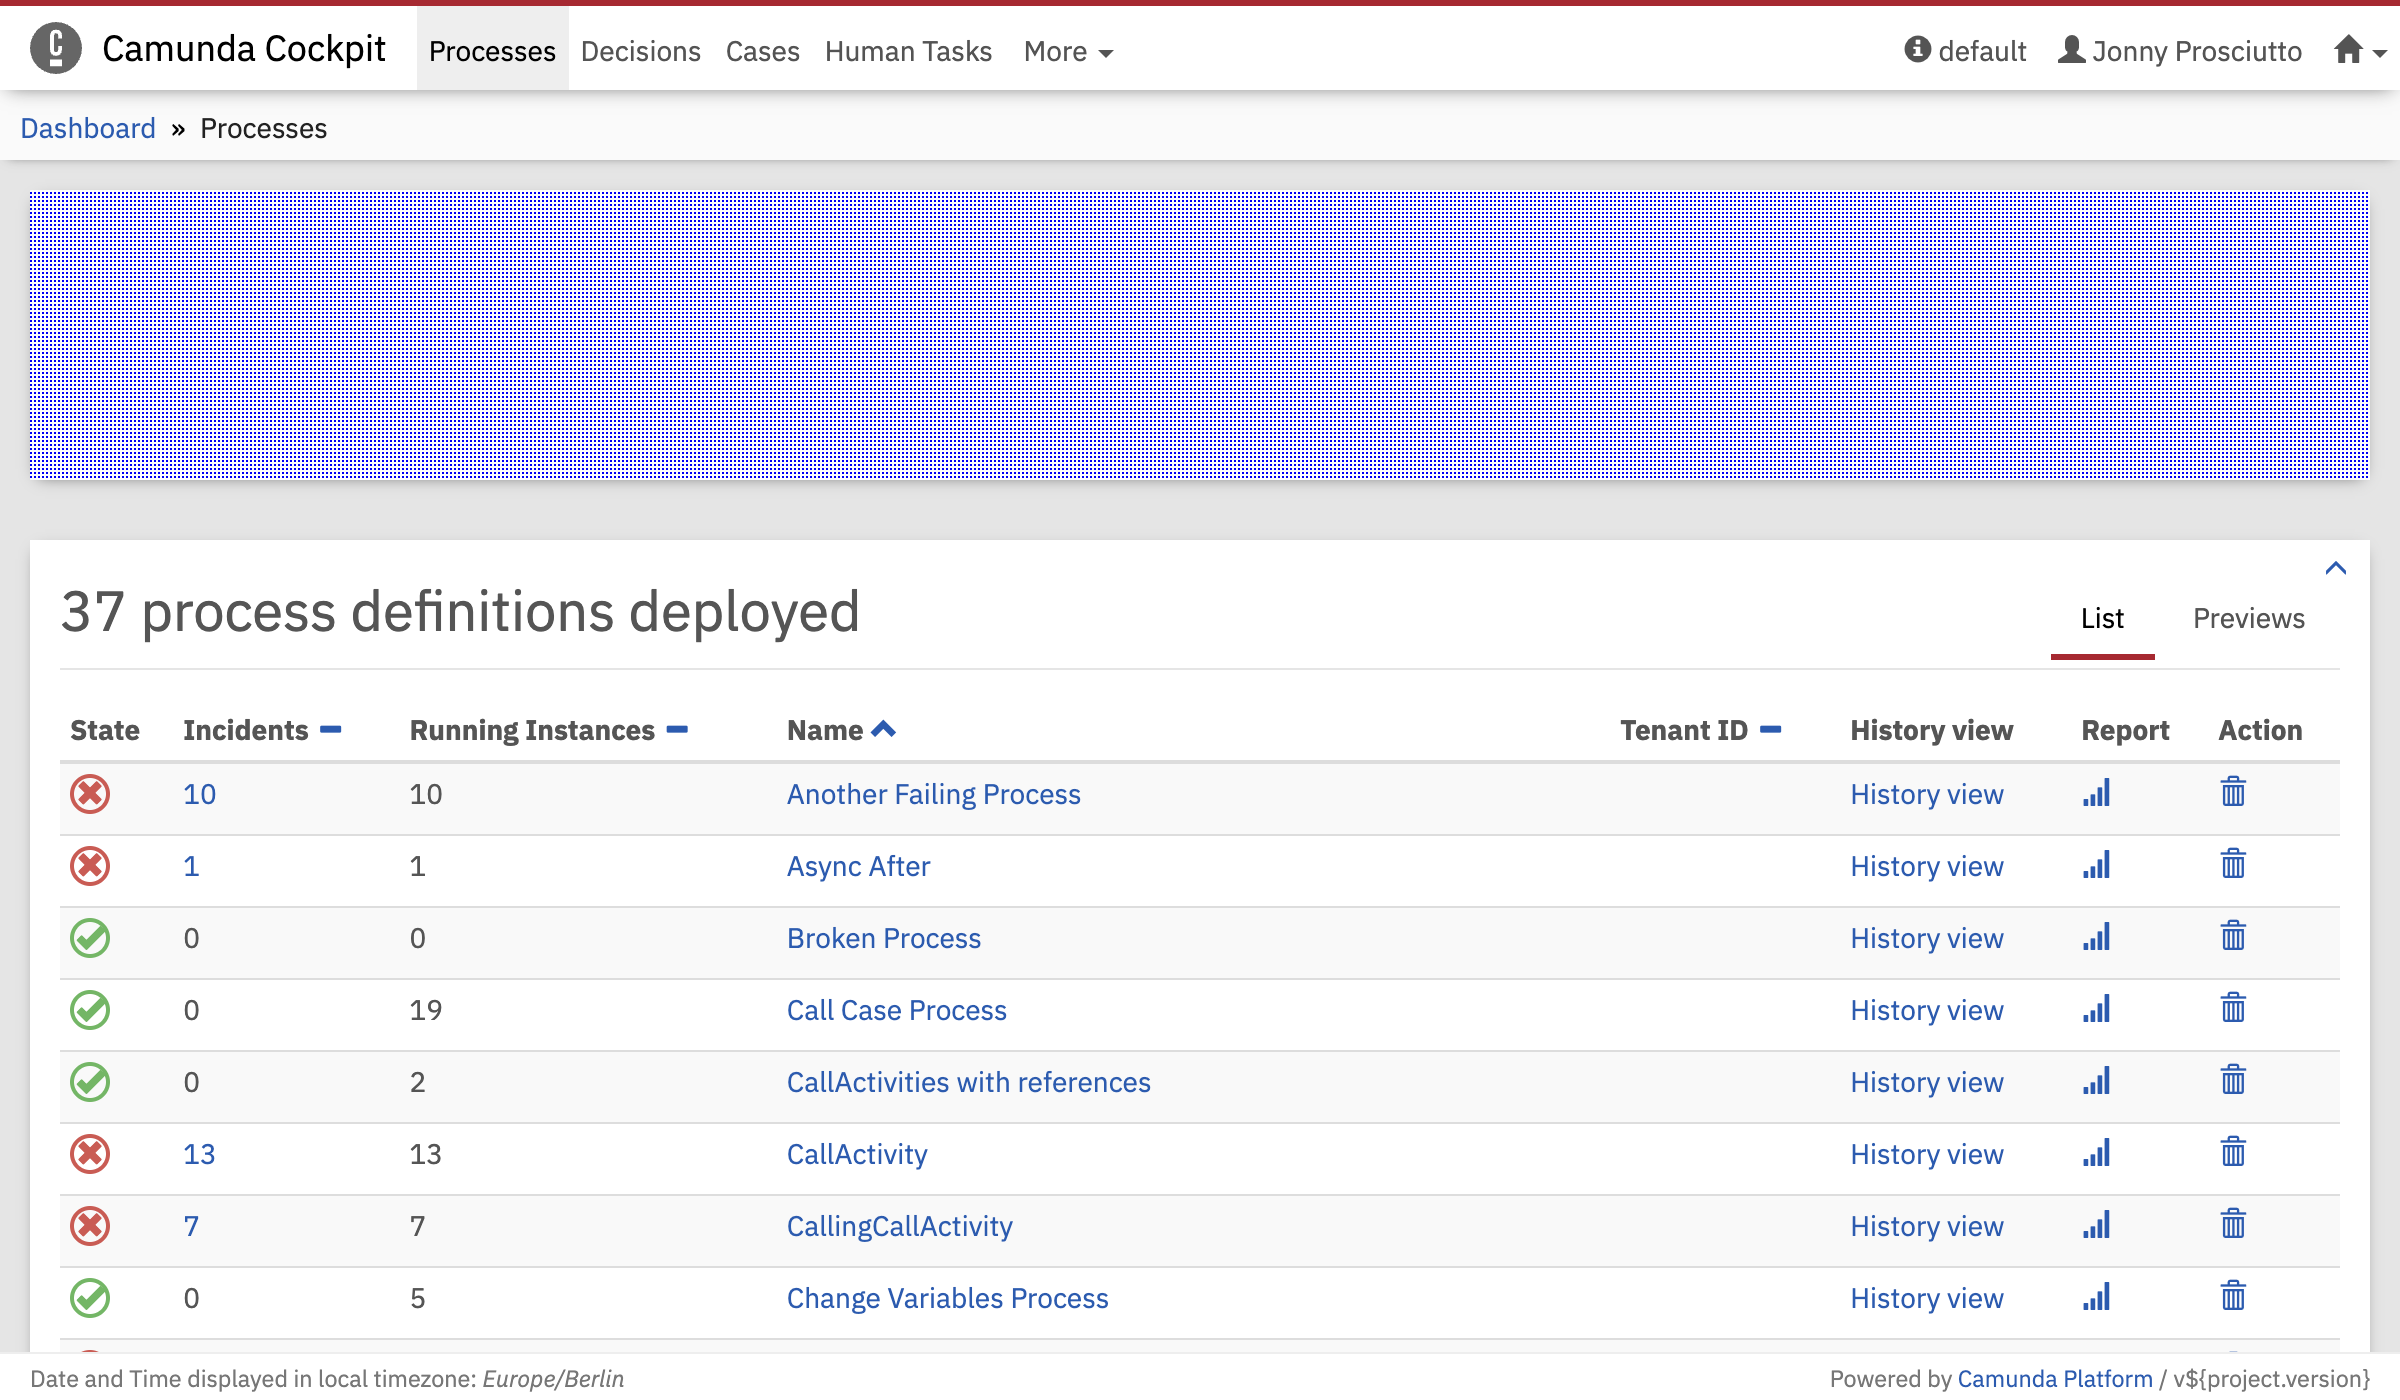 Camunda Cockpit Processes Decisions Cases Human Tasks More default Jonny Prosciutto
Dashboard » Processes
37 process definitions deployed
List Previews
State Incidents Running Instances Name Tenant ID History view Report Action
10 10 Another Failing Process History view
1 1 Async After History view
0 0 Broken Process History view
0 19 Call Case Process History view
0 2 CallActivities with references History view
13 13 CallActivity History view
7 7 CallingCallActivity History view
0 5 Change Variables Process History view
Date and Time displayed in local timezone: Europe/Berlin Powered by Camunda Platform / v${project.version}